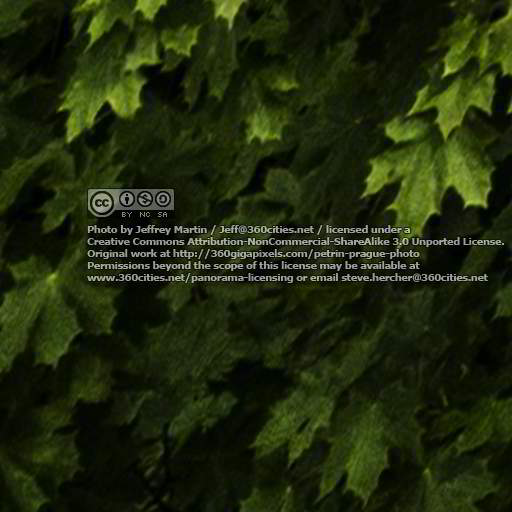 cc
BY NC SA
Photo by Jeffrey Martin / Jeff@360cities.net / licensed under a
Creative Commons Attribution-NonCommercial-ShareAlike 3.0 Unported License.
Original work at http://360gigapixels.com/petrin-prague-photo
Permissions beyond the scope of this license may be available at
www.360cities.net/panorama-licensing or email steve.hercher@360cities.net